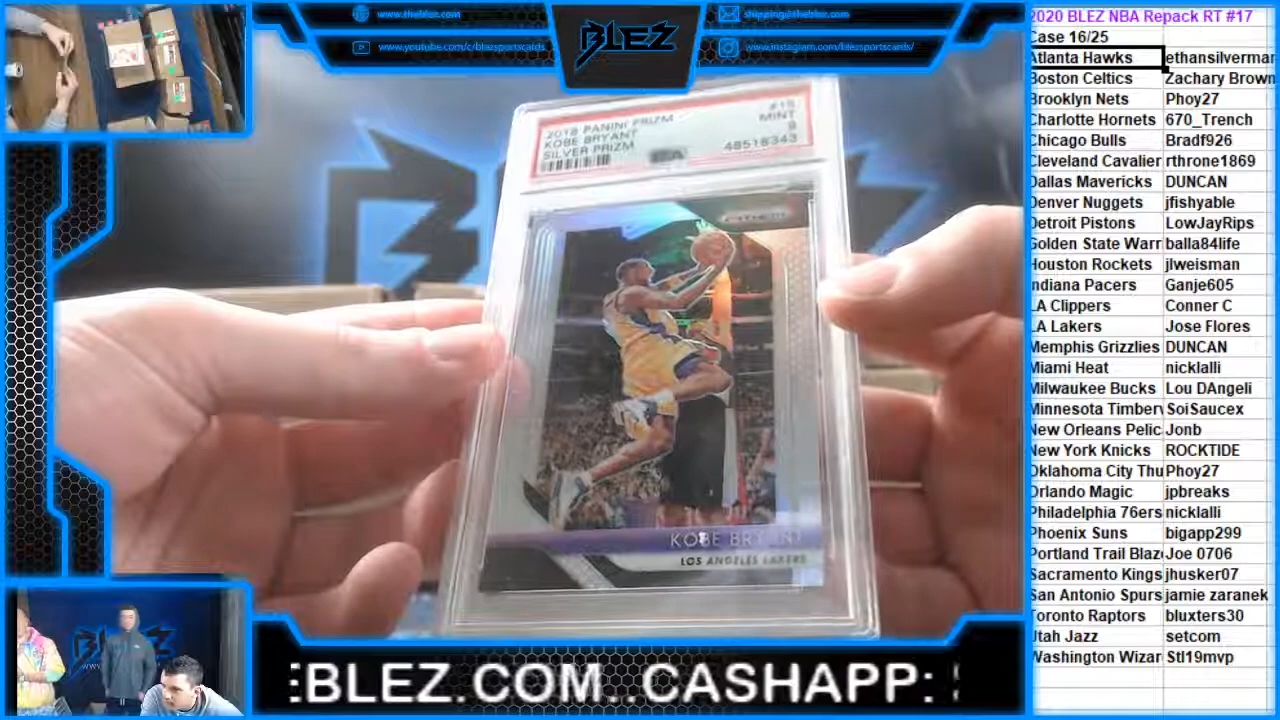 www.theblez.com
www.youtube.com/c/blezsportscards
BLEZ
shipping@theblez.com
www.instagram.com/blezsportscards/
2018 PANINI PRIZM
KOBE BRYANT
SILVER PRIZM
#15
MINT
9
48518343
PRIZM
KOBE BRYANT
LOS ANGELES LAKERS
BLEZ
EBLEZ.COM..CASHAPP:
2020 BLEZ NBA Repack RT #17
Case 16/25
Atlanta Hawks ethansilverman
Boston Celtics Zachary Brown
Brooklyn Nets Phoy27
Charlotte Hornets 670_Trench
Chicago Bulls Bradf926
Cleveland Cavalier rthrone1869
Dallas Mavericks DUNCAN
Denver Nuggets jfishyable
Detroit Pistons LowJayRips
Golden State Warr balla84life
Houston Rockets jlweisman
Indiana Pacers Ganje605
LA Clippers Conner C
LA Lakers Jose Flores
Memphis Grizzlies DUNCAN
Miami Heat nicklalli
Milwaukee Bucks Lou DAngeli
Minnesota Timberv SoiSaucex
New Orleans Pelic Jonb
New York Knicks ROCKTIDE
Oklahoma City Thu Phoy27
Orlando Magic jpbreaks
Philadelphia 76ers nicklalli
Phoenix Suns bigapp299
Portland Trail Blaz Joe 0706
Sacramento Kings jhusker07
San Antonio Spurs jamie zaranek
Toronto Raptors bluxters30
Utah Jazz setcom
Washington Wizar Stl19mvp